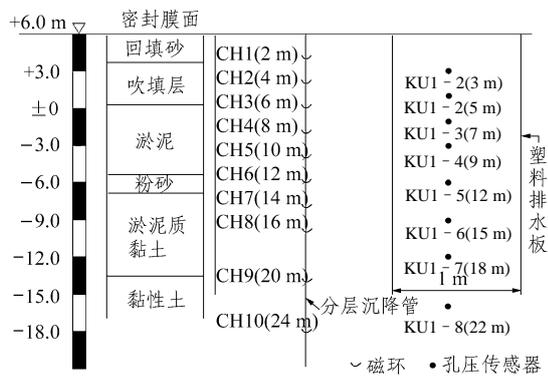 +6.0 m
密封膜面
+3.0
±0
−3.0
−6.0
−9.0
−12.0
−15.0
−18.0
回填砂
吹填层
淤泥
粉砂
淤泥质
黏土
黏性土
CH1(2 m)
CH2(4 m)
CH3(6 m)
CH4(8 m)
CH5(10 m)
CH6(12 m)
CH7(14 m)
CH8(16 m)
CH9(20 m)
CH10(24 m)
分层沉降管
KU1－2(3 m)
KU1－2(5 m)
KU1－3(7 m)
KU1－4(9 m)
KU1－5(12 m)
KU1－6(15 m)
KU1－7(18 m)
1 m
KU1－8(22 m)
塑料排水板
磁环
孔压传感器